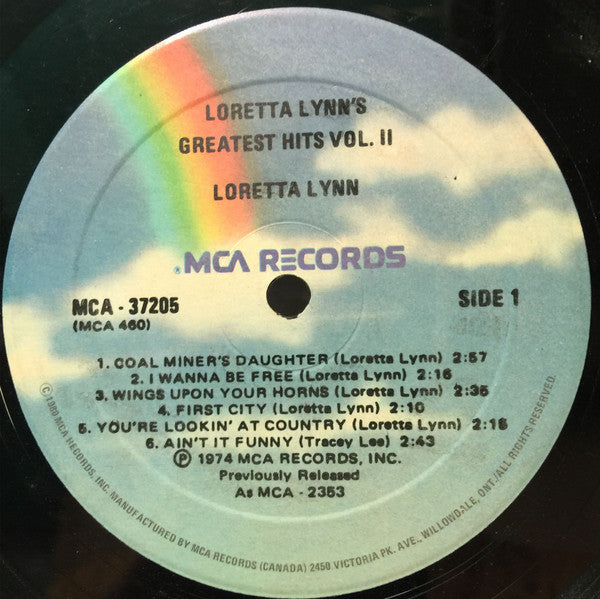 LORETTA LYNN'S
GREATEST HITS VOL. II
LORETTA LYNN
®MCA RECORDS
MCA - 37205
SIDE 1
(MCA 460)
1. COAL MINER'S DAUGHTER (Loretta Lynn) 2:57
2. I WANNA BE FREE (Loretta Lynn) 2:16
3. WINGS UPON YOUR HORNS (Loretta Lynn) 2:35
4. FIRST CITY (Loretta Lynn) 2:10
5. YOU'RE LOOKIN' AT COUNTRY (Loretta Lynn) 2:18
6. AIN'T IT FUNNY (Tracey Lee) 2:43
Ⓟ 1974 MCA RECORDS, INC.
Previously Released
As MCA - 2353
© 1980 MCA RECORDS, INC. MANUFACTURED BY MCA RECORDS (CANADA) 2450 VICTORIA PK. AVE., WILLOWDALE, ONT./ALL RIGHTS RESERVED.